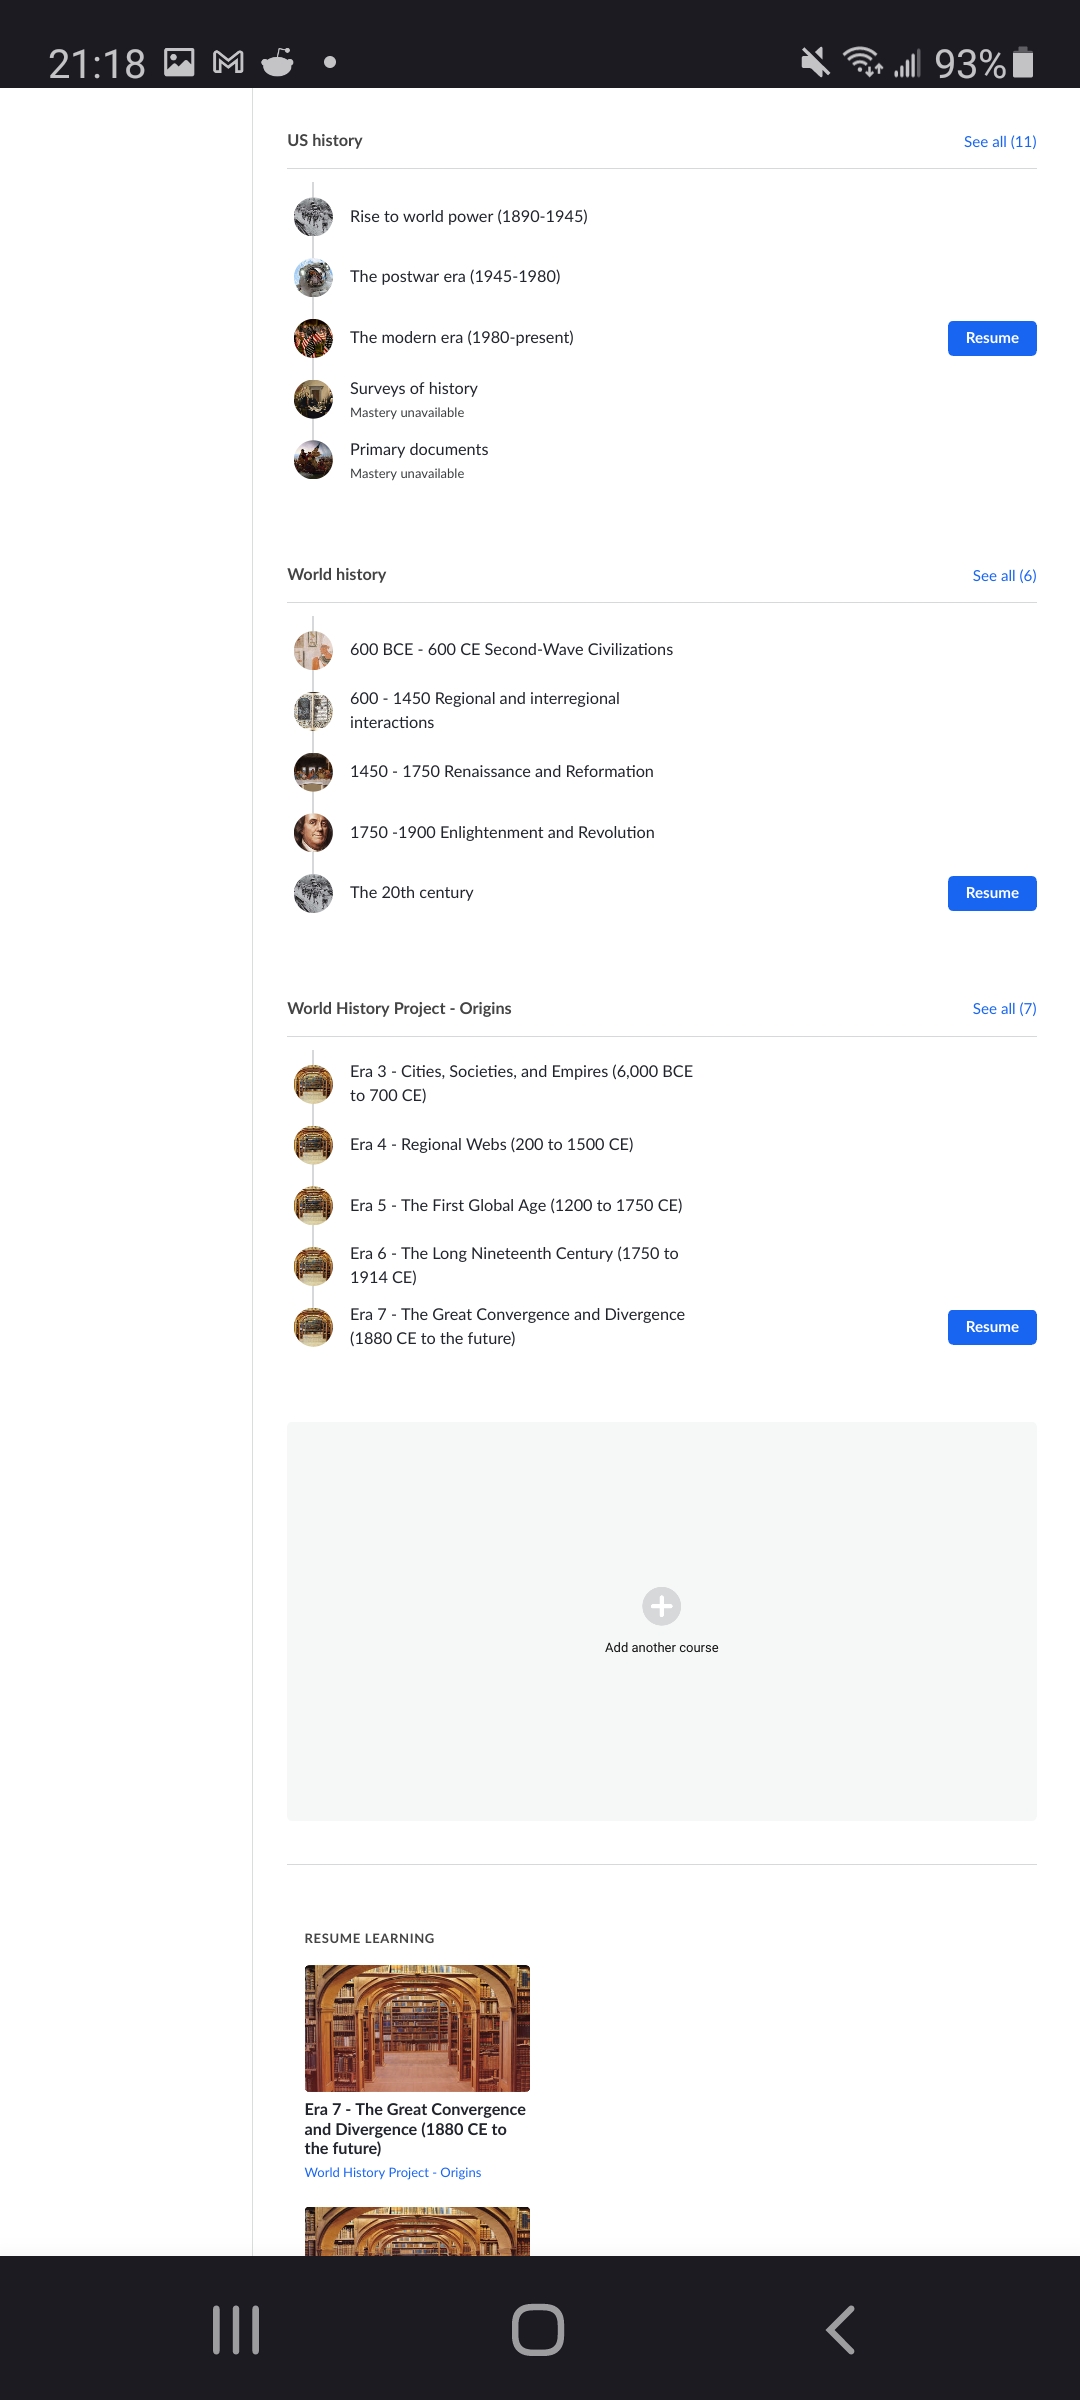 21:18
93%
US history
See all (11)
Rise to world power (1890-1945)
The postwar era (1945-1980)
The modern era (1980-present)
Resume
Surveys of history
Mastery unavailable
Primary documents
Mastery unavailable
World history
See all (6)
600 BCE - 600 CE Second-Wave Civilizations
600 - 1450 Regional and interregional
interactions
1450 - 1750 Renaissance and Reformation
1750 -1900 Enlightenment and Revolution
The 20th century
Resume
World History Project - Origins
See all (7)
Era 3 - Cities, Societies, and Empires (6,000 BCE
to 700 CE)
Era 4 - Regional Webs (200 to 1500 CE)
Era 5 - The First Global Age (1200 to 1750 CE)
Era 6 - The Long Nineteenth Century (1750 to
1914 CE)
Era 7 - The Great Convergence and Divergence
(1880 CE to the future)
Resume
Add another course
RESUME LEARNING
Era 7 - The Great Convergence
and Divergence (1880 CE to
the future)
World History Project - Origins